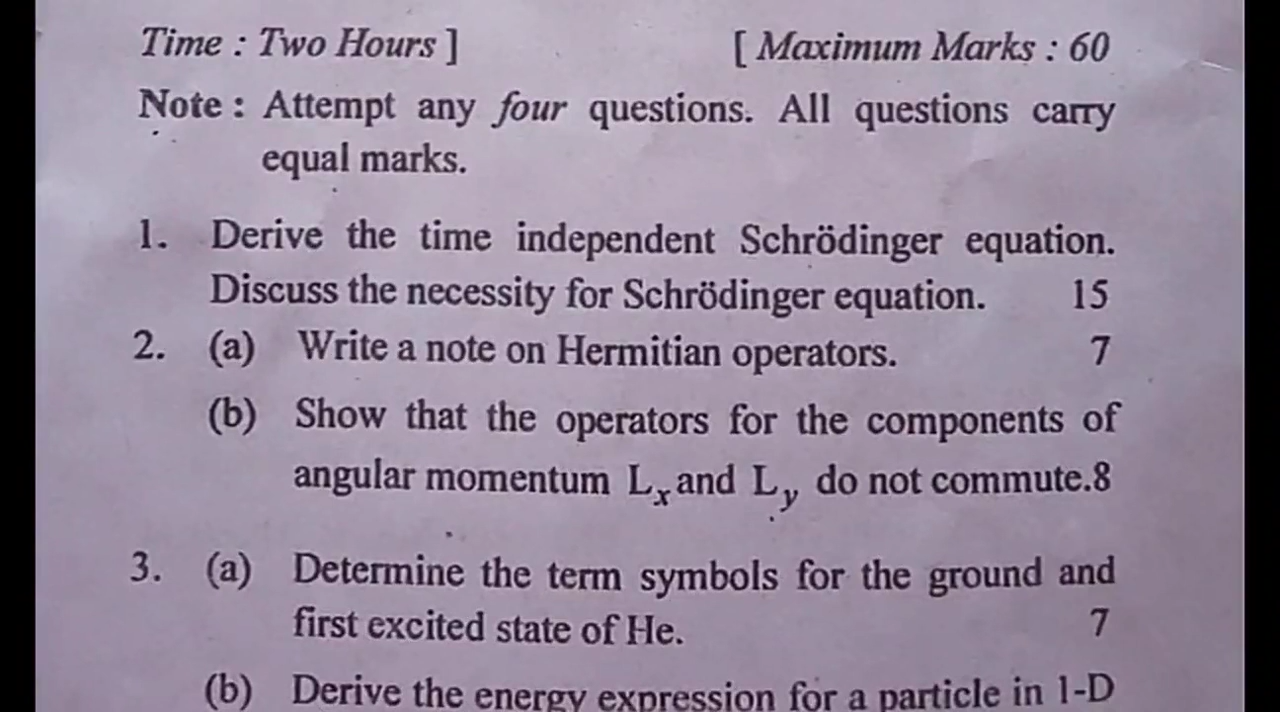 Time : Two Hours ] [ Maximum Marks : 60
Note : Attempt any four questions. All questions carry
equal marks.
1. Derive the time independent Schrödinger equation.
Discuss the necessity for Schrödinger equation. 15
2. (a) Write a note on Hermitian operators. 7
(b) Show that the operators for the components of
angular momentum Lx and Ly do not commute.8
3. (a) Determine the term symbols for the ground and
first excited state of He. 7
(b) Derive the energy expression for a particle in 1-D